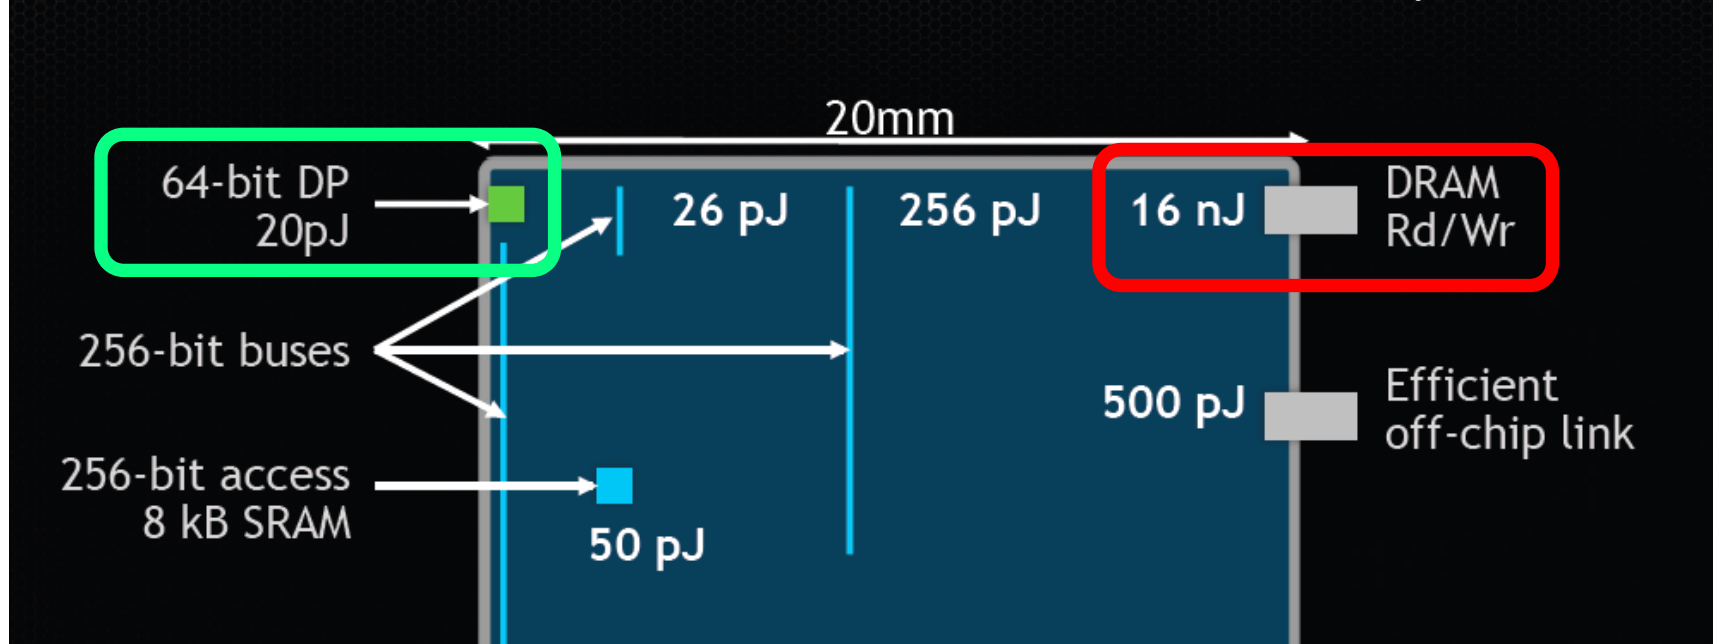 20mm
64-bit DP
20pJ
26 pJ
256 pJ
16 nJ
DRAM
Rd/Wr
256-bit buses
500 pJ
Efficient
off-chip link
256-bit access
8 kB SRAM
50 pJ